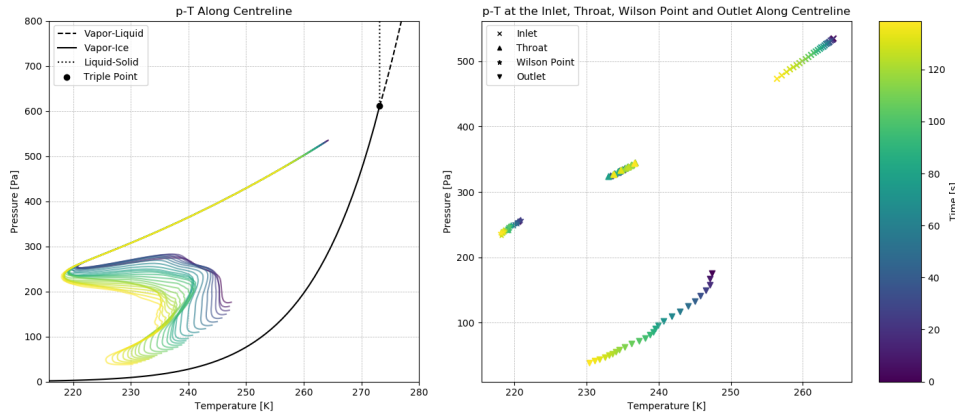 p-T Along Centreline
p-T at the Inlet, Throat, Wilson Point and Outlet Along Centreline
800
700
600
500
400
300
200
100
0
Pressure [Pa]
Vapor-Liquid
Vapor-Ice
Liquid-Solid
Triple Point
220
230
240
250
260
270
280
Temperature [K]
500
400
300
200
100
Pressure [Pa]
Inlet
Throat
Wilson Point
Outlet
220
230
240
250
260
Temperature [K]
120
100
80
60
40
20
0
Time [s]